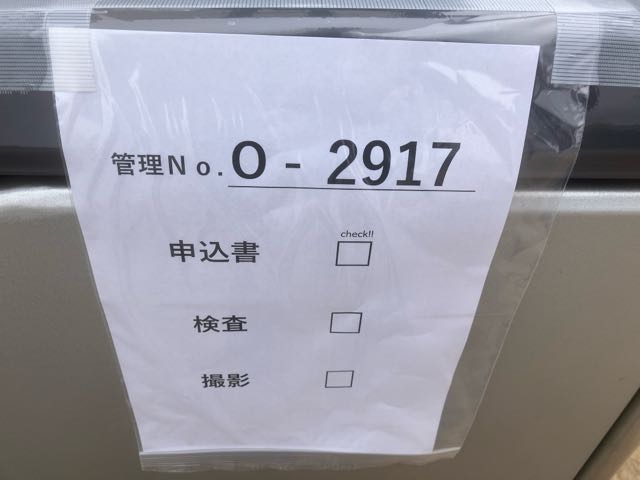 管理No. O - 2917
check!!
申込書 □
検査 □
撮影 □